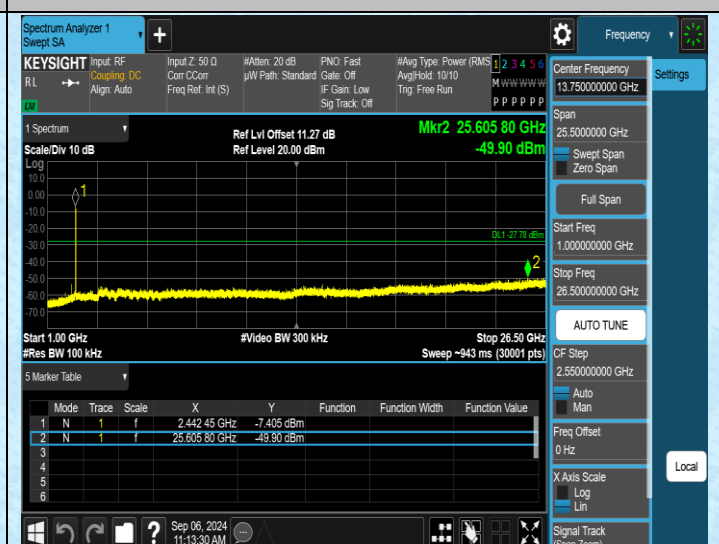 Spectrum Analyzer 1
Swept SA
Frequency
KEYSIGHT
RL
Input: RF
Coupling: DC
Align: Auto
Input Z: 50 Ω
Corr CCorr
Freq Ref: Int (S)
#Atten: 20 dB
µW Path: Standard
PNO: Fast
Gate: Off
IF Gain: Low
Sig Track: Off
#Avg Type: Power (RMS
Avg|Hold: 10/10
Trig: Free Run
1 2 3 4 5 6
M W W W W W
P P P P P P
LXI
1 Spectrum
Scale/Div 10 dB
Ref Lvl Offset 11.27 dB
Ref Level 20.00 dBm
Mkr2 25.605 80 GHz
-49.90 dBm
Log
10.0
0.00
-10.0
-20.0
-30.0
-40.0
-50.0
-60.0
-70.0
1
DL1 -27.78 dBm
2
Start 1.00 GHz
#Res BW 100 kHz
#Video BW 300 kHz
Stop 26.50 GHz
Sweep ~943 ms (30001 pts)
5 Marker Table
Mode Trace Scale X Y Function Function Width Function Value
1 N 1 f 2.442 45 GHz -7.405 dBm
2 N 1 f 25.605 80 GHz -49.90 dBm
3
4
5
6
Sep 06, 2024
11:13:30 AM
Center Frequency
13.750000000 GHz
Span
25.5000000 GHz
Swept Span
Zero Span
Full Span
Start Freq
1.000000000 GHz
Stop Freq
26.500000000 GHz
AUTO TUNE
CF Step
2.550000000 GHz
Auto
Man
Freq Offset
0 Hz
X Axis Scale
Log
Lin
Signal Track
(Span Zoom)
Settings
Local